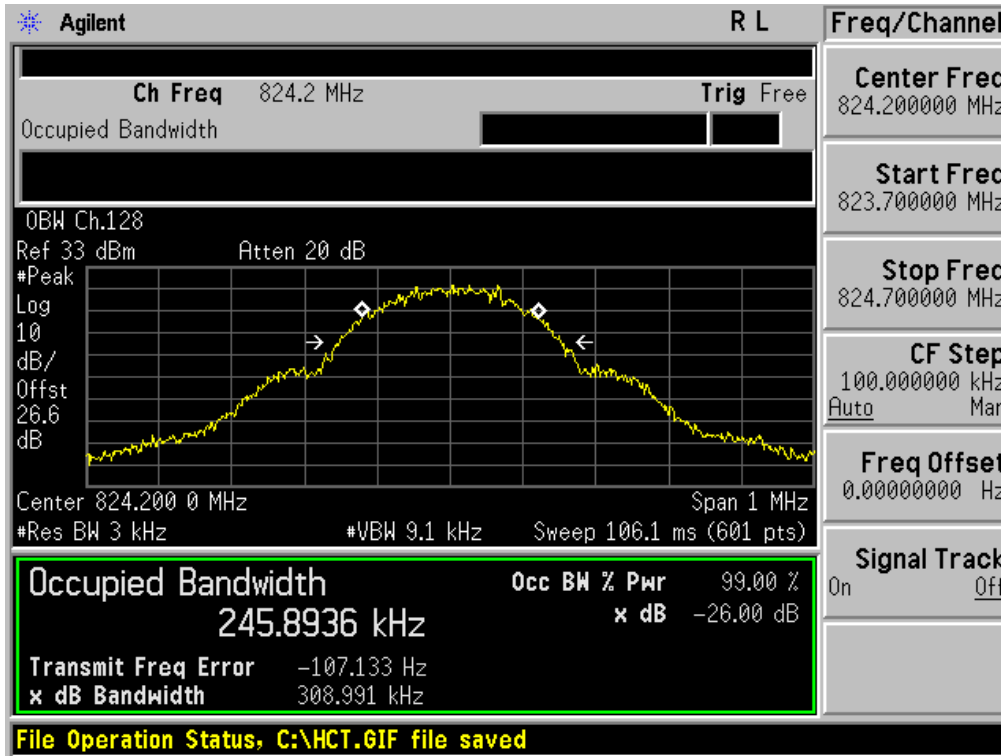 Agilent R L
Ch Freq 824.2 MHz Trig Free
Occupied Bandwidth
OBW Ch.128
Ref 33 dBm Atten 20 dB
#Peak
Log
10
dB/
Offst
26.6
dB
Center 824.200 0 MHz Span 1 MHz
#Res BW 3 kHz #VBW 9.1 kHz Sweep 106.1 ms (601 pts)
Occupied Bandwidth
245.8936 kHz
Occ BW % Pwr 99.00 %
x dB -26.00 dB
Transmit Freq Error -107.133 Hz
x dB Bandwidth 308.991 kHz
File Operation Status, C:\HCT.GIF file saved
Freq/Channel
Center Freq
824.200000 MHz
Start Freq
823.700000 MHz
Stop Freq
824.700000 MHz
CF Step
100.000000 kHz
Auto Man
Freq Offset
0.00000000 Hz
Signal Track
On Off